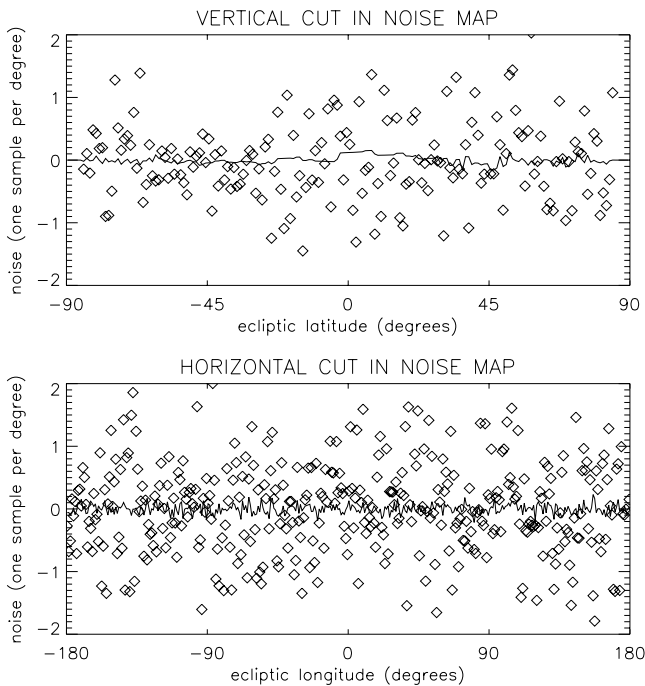 VERTICAL CUT IN NOISE MAP
noise (one sample per degree)
2
1
0
−1
−2
−90 −45 0 45 90
ecliptic latitude (degrees)
HORIZONTAL CUT IN NOISE MAP
noise (one sample per degree)
2
1
0
−1
−2
−180 −90 0 90 180
ecliptic longitude (degrees)